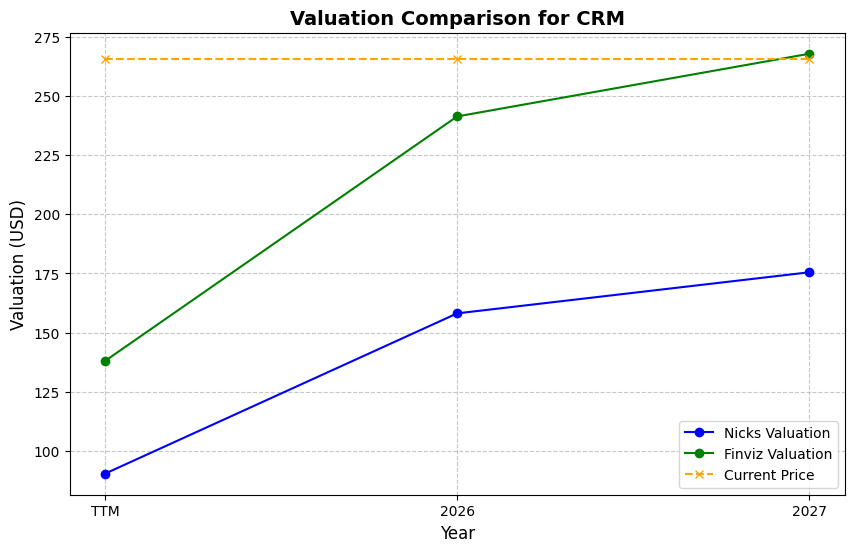 Valuation Comparison for CRM
Valuation (USD)
275
250
225
200
175
150
125
100
TTM
2026
2027
Year
Nicks Valuation
Finviz Valuation
Current Price